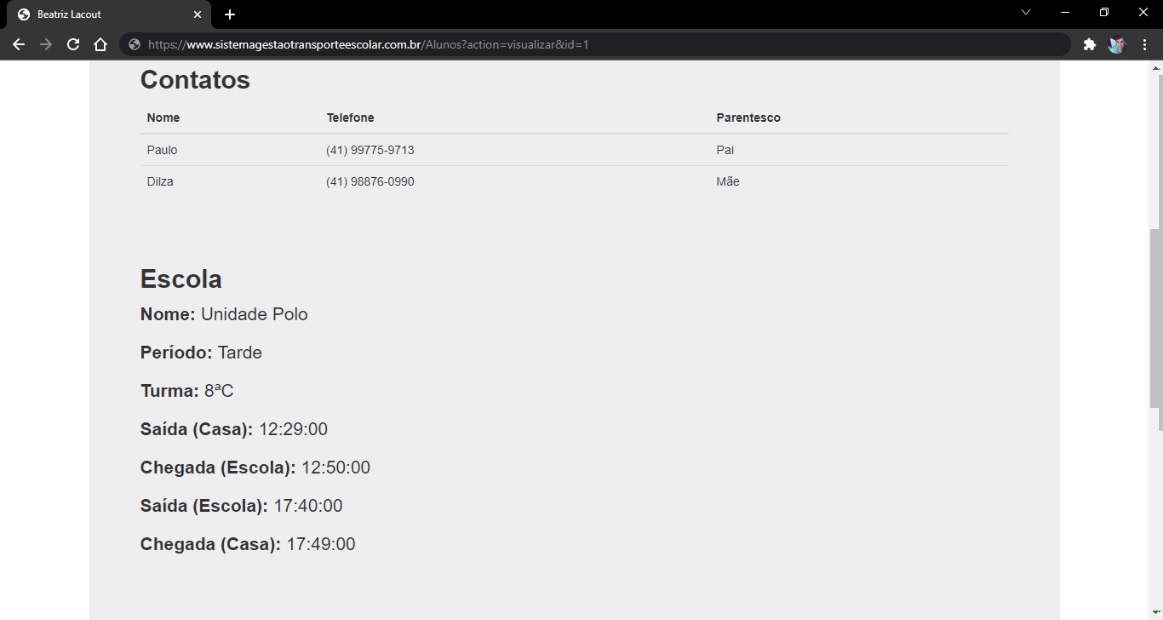 Beatriz Lacout
https://www.sistemagestaotransporteescolar.com.br/Alunos?action=visualizar&id=1
Contatos
Nome Telefone Parentesco
Paulo (41) 99775-9713 Pai
Dilza (41) 98876-0990 Mãe
Escola
Nome: Unidade Polo
Período: Tarde
Turma: 8ªC
Saída (Casa): 12:29:00
Chegada (Escola): 12:50:00
Saída (Escola): 17:40:00
Chegada (Casa): 17:49:00